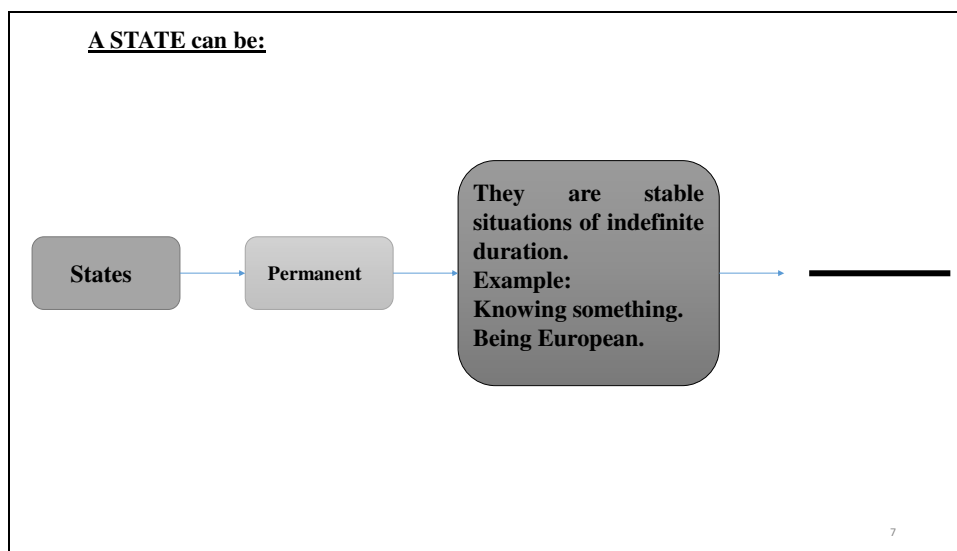 A STATE can be:
States
Permanent
They are stable
situations of indefinite
duration.
Example:
Knowing something.
Being European.
7